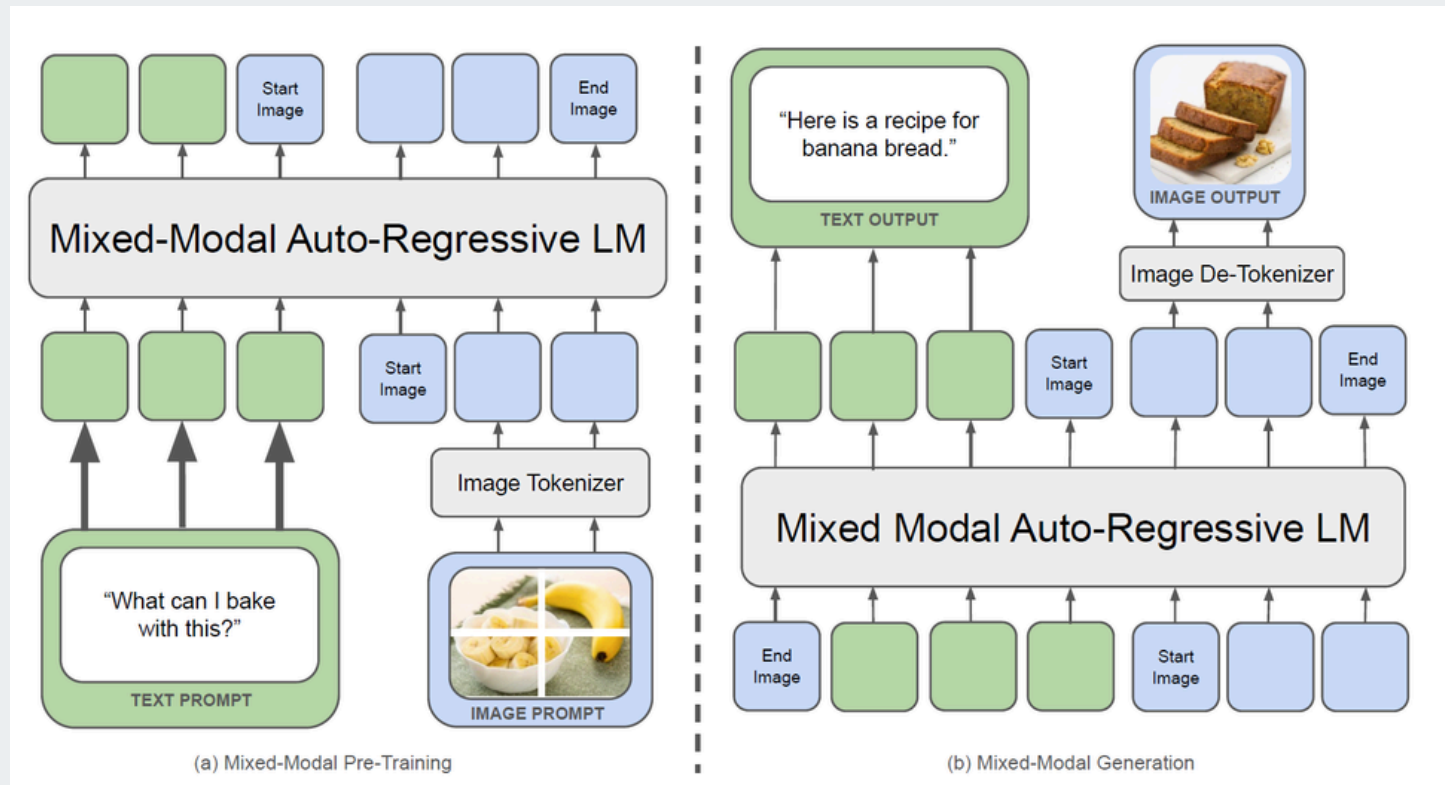 Start
Image
End
Image
Mixed-Modal Auto-Regressive LM
Start
Image
Image Tokenizer
“What can I bake
with this?”
TEXT PROMPT
IMAGE PROMPT
(a) Mixed-Modal Pre-Training
“Here is a recipe for
banana bread.”
TEXT OUTPUT
IMAGE OUTPUT
Image De-Tokenizer
Start
Image
End
Image
Mixed Modal Auto-Regressive LM
End
Image
Start
Image
(b) Mixed-Modal Generation